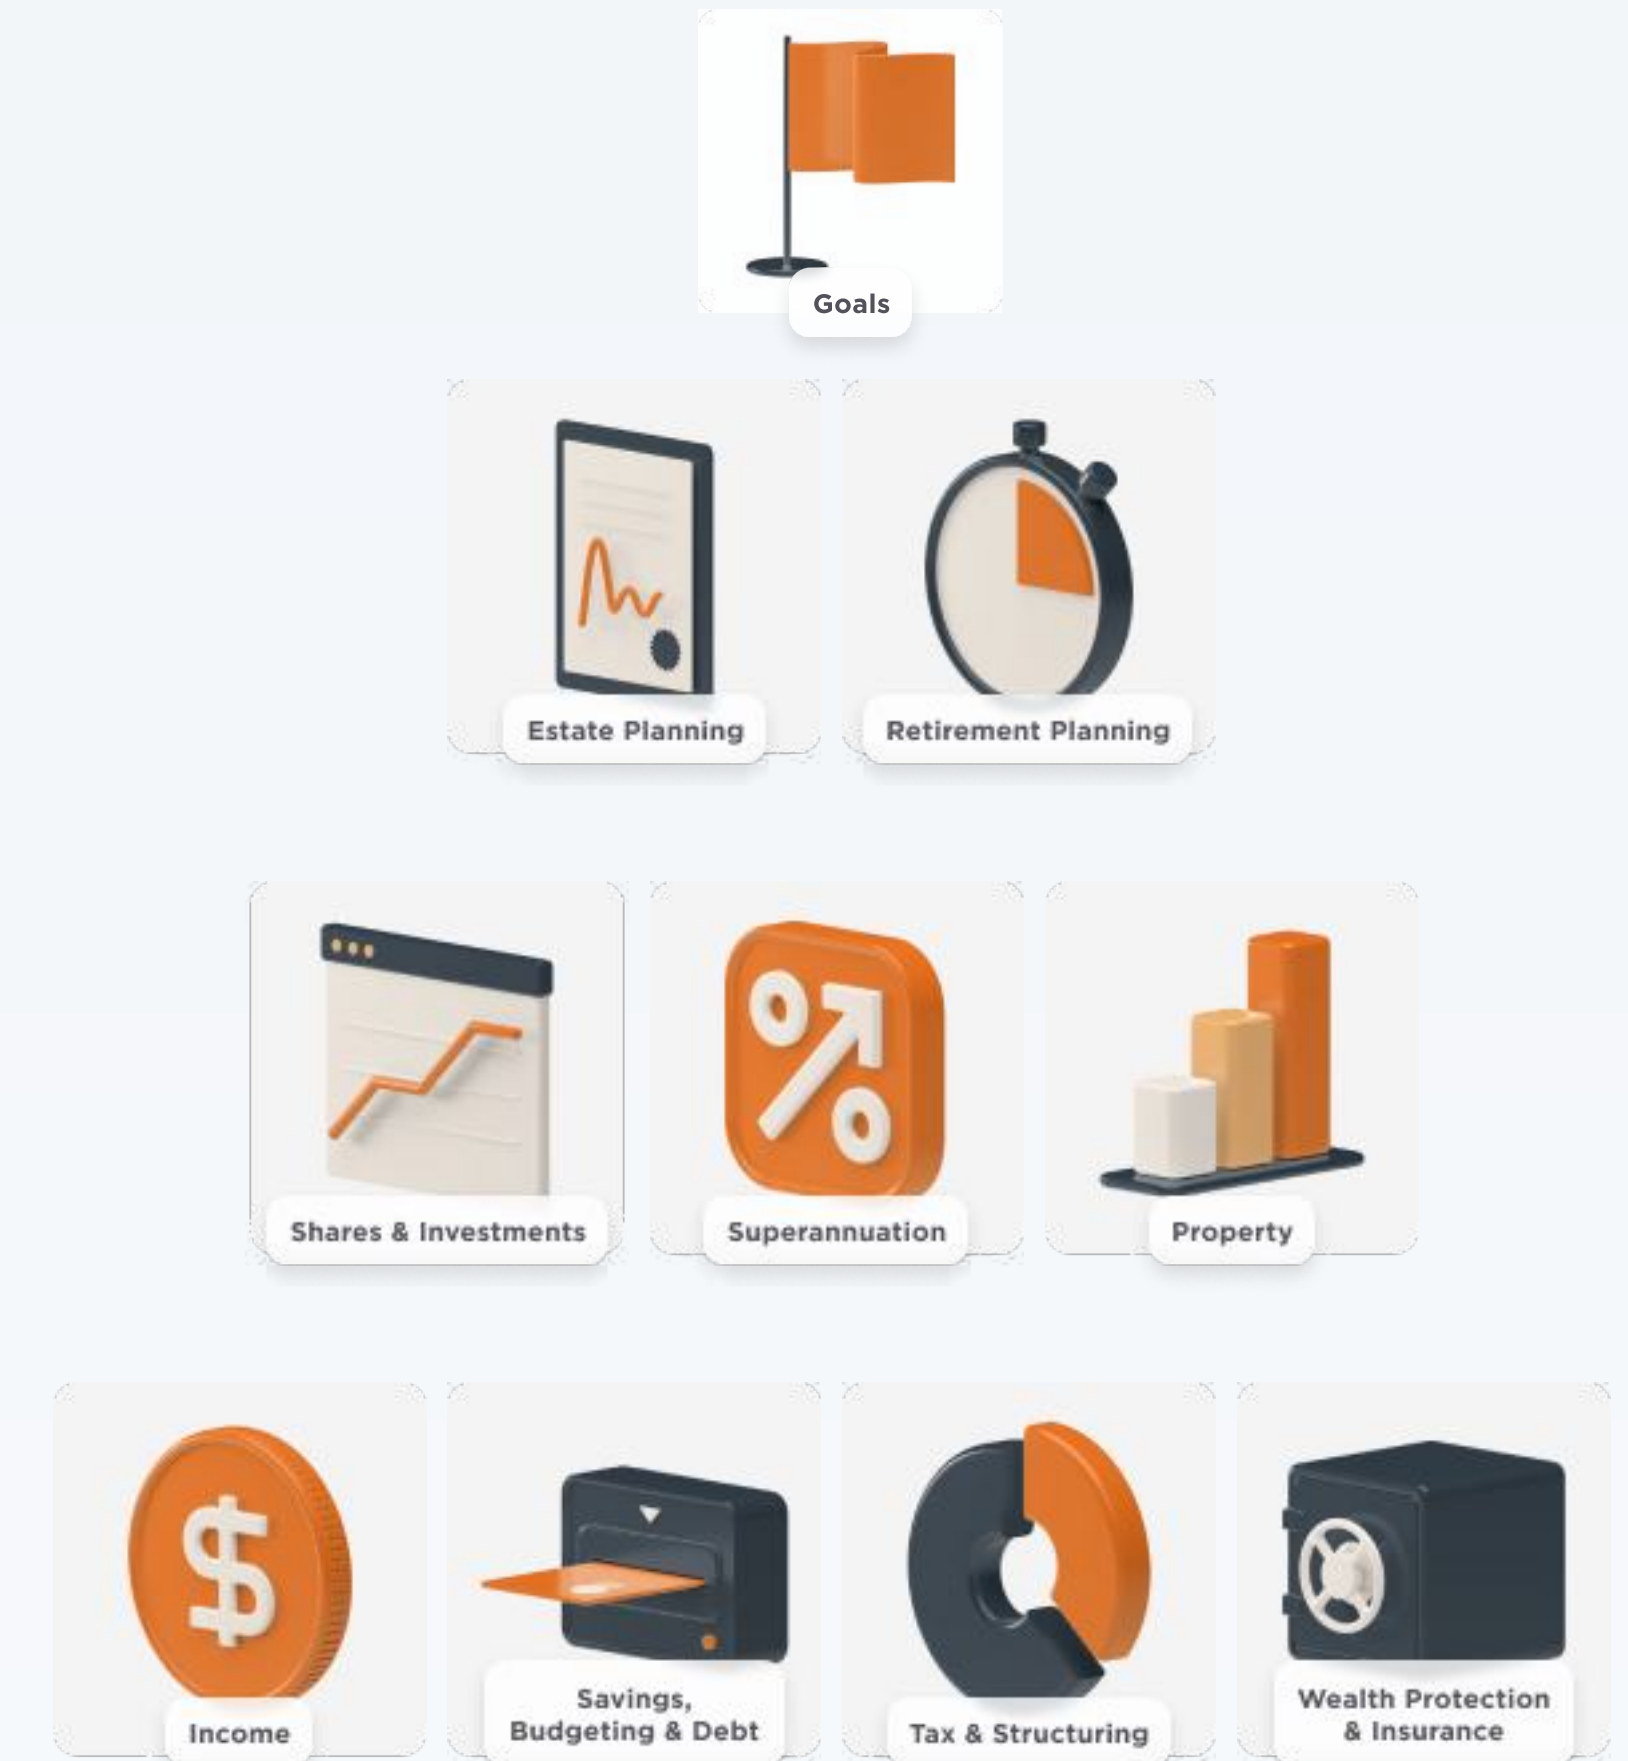 Goals
Estate Planning
Retirement Planning
Shares & Investments
Superannuation
Property
Income
Savings,
Budgeting & Debt
Tax & Structuring
Wealth Protection
& Insurance